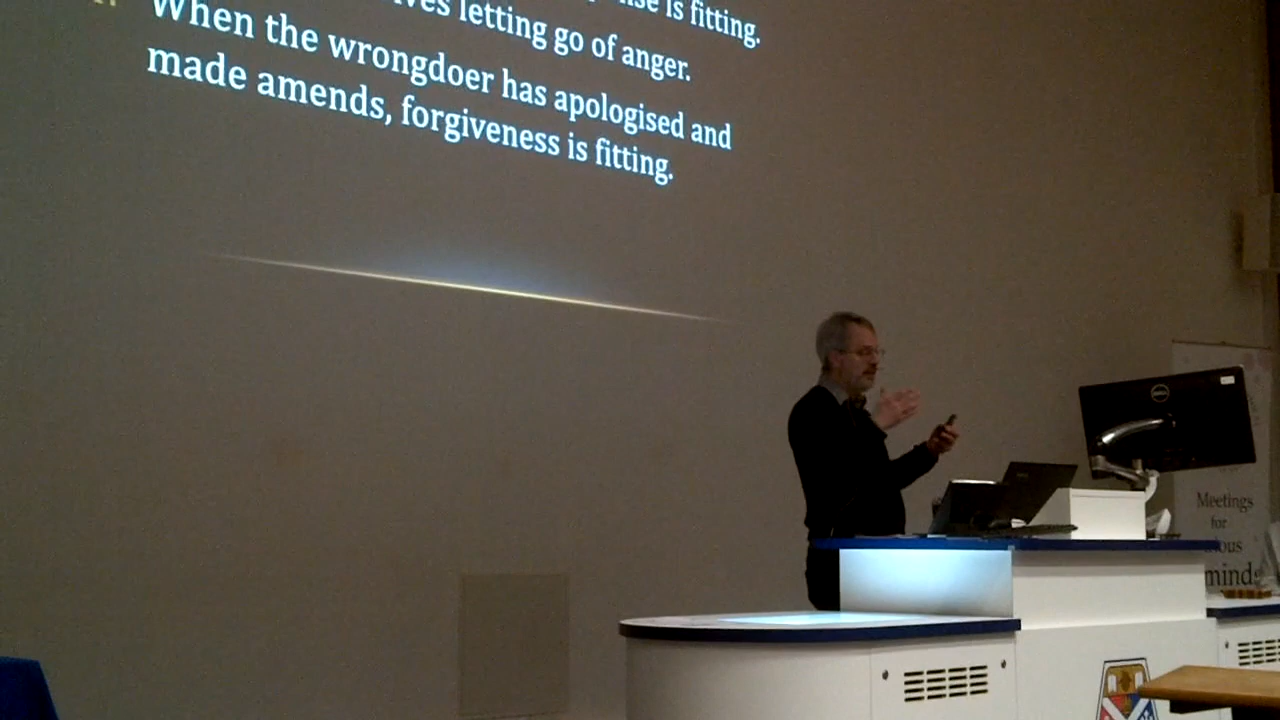 is fitting.
letting go of anger.
When the wrongdoer has apologised and
made amends, forgiveness is fitting.
Meetings
for
minds